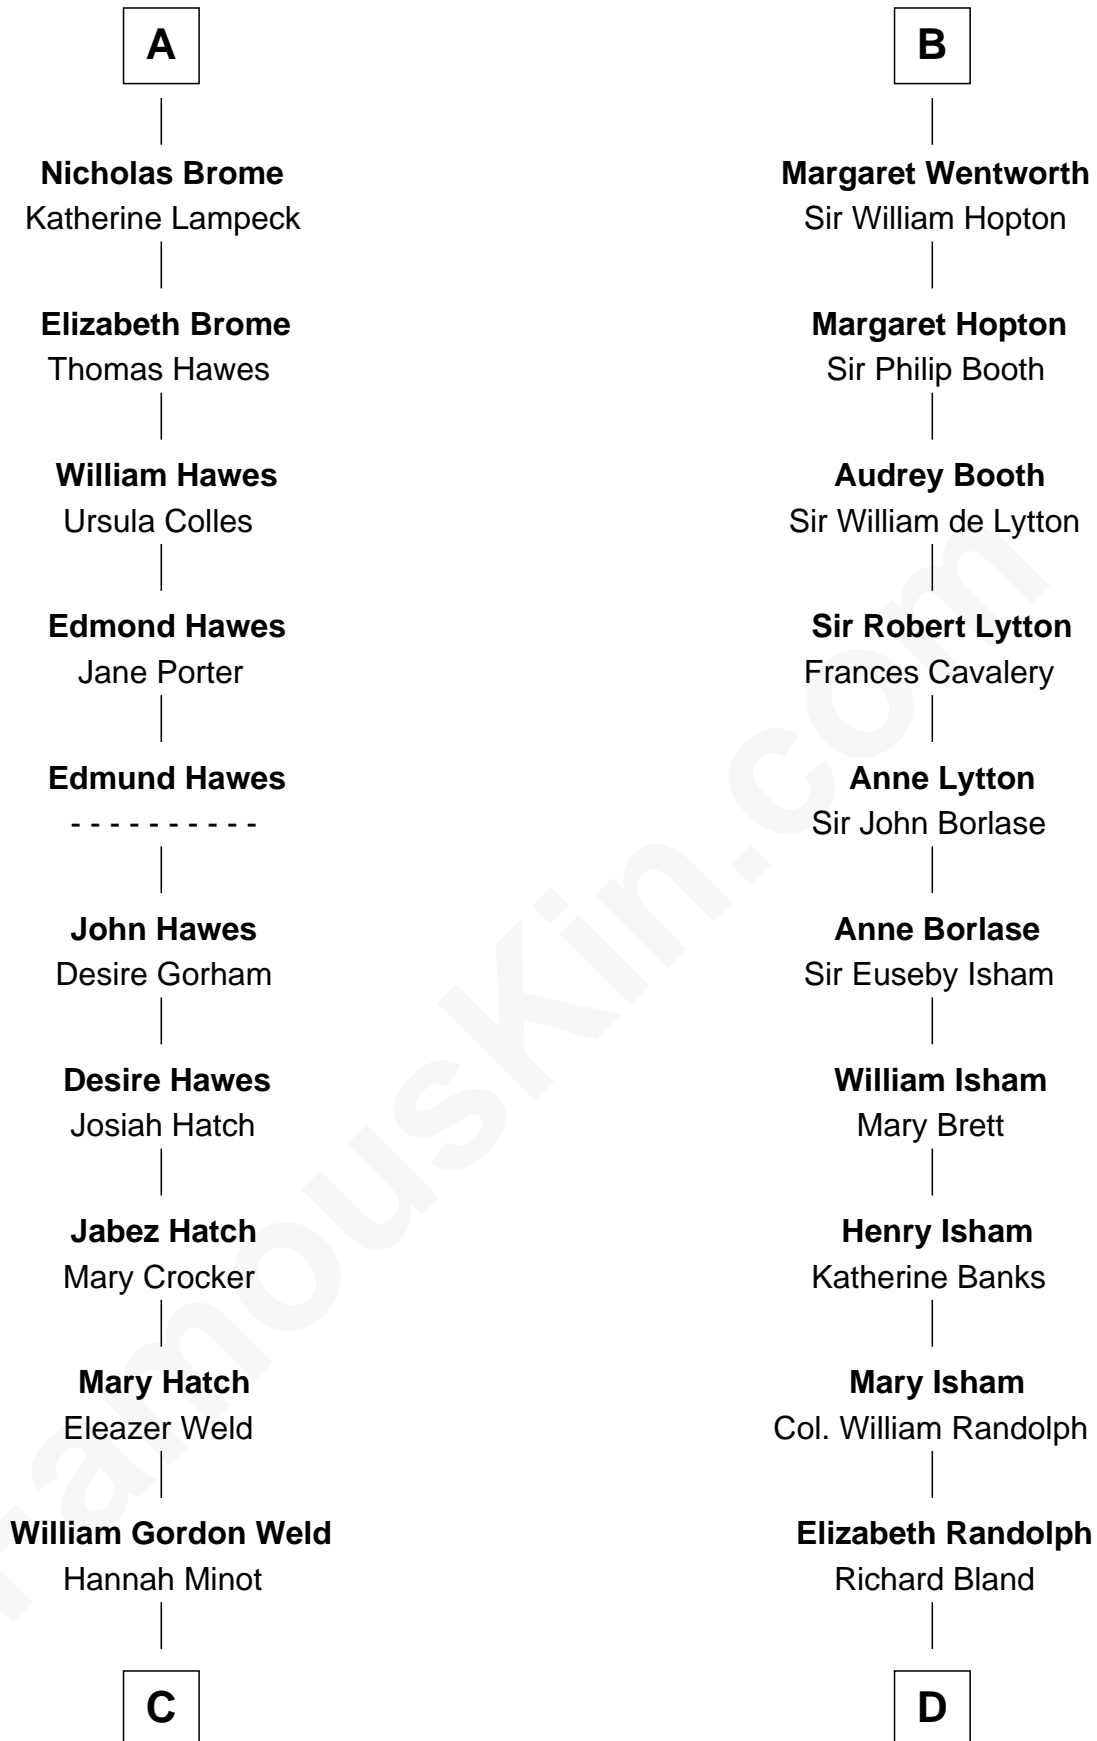 A
Nicholas Brome
Katherine Lampeck
Elizabeth Brome
Thomas Hawes
William Hawes
Ursula Colles
Edmond Hawes
Jane Porter
Edmund Hawes
- - - - - - - - - -
John Hawes
Desire Gorham
Desire Hawes
Josiah Hatch
Jabez Hatch
Mary Crocker
Mary Hatch
Eleazer Weld
William Gordon Weld
Hannah Minot
C
B
Margaret Wentworth
Sir William Hopton
Margaret Hopton
Sir Philip Booth
Audrey Booth
Sir William de Lytton
Sir Robert Lytton
Frances Cavalery
Anne Lytton
Sir John Borlase
Anne Borlase
Sir Euseby Isham
William Isham
Mary Brett
Henry Isham
Katherine Banks
Mary Isham
Col. William Randolph
Elizabeth Randolph
Richard Bland
D
FamousKin.com